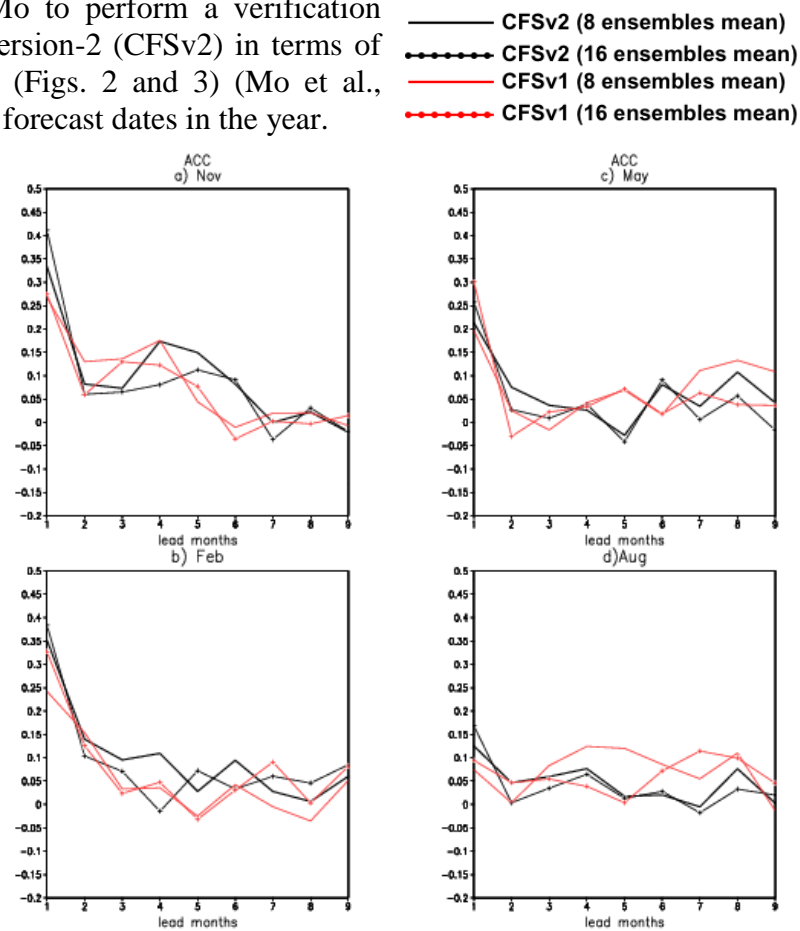 Mo to perform a verification
ersion-2 (CFSv2) in terms of
(Figs. 2 and 3) (Mo et al.,
forecast dates in the year.
CFSv2 (8 ensembles mean)
CFSv2 (16 ensembles mean)
CFSv1 (8 ensembles mean)
CFSv1 (16 ensembles mean)
ACC
a) Nov
0.5
0.45
0.4
0.35
0.3
0.25
0.2
0.15
0.1
0.05
0
-0.05
-0.1
-0.15
-0.2
1 2 3 4 5 6 7 8 9
lead months
ACC
c) May
0.5
0.45
0.4
0.35
0.3
0.25
0.2
0.15
0.1
0.05
0
-0.05
-0.1
-0.15
-0.2
1 2 3 4 5 6 7 8 9
lead months
b) Feb
0.5
0.45
0.4
0.35
0.3
0.25
0.2
0.15
0.1
0.05
0
-0.05
-0.1
-0.15
-0.2
1 2 3 4 5 6 7 8 9
lead months
d)Aug
0.5
0.45
0.4
0.35
0.3
0.25
0.2
0.15
0.1
0.05
0
-0.05
-0.1
-0.15
-0.2
1 2 3 4 5 6 7 8 9
lead months